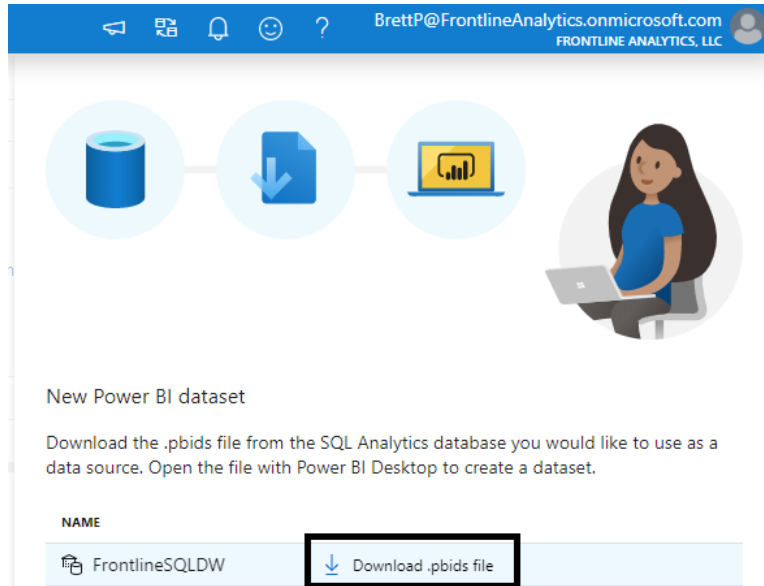 BrettP@FrontlineAnalytics.onmicrosoft.com
FRONTLINE ANALYTICS, LLC
New Power BI dataset
Download the .pbids file from the SQL Analytics database you would like to use as a
data source. Open the file with Power BI Desktop to create a dataset.
NAME
FrontlineSQLDW Download .pbids file